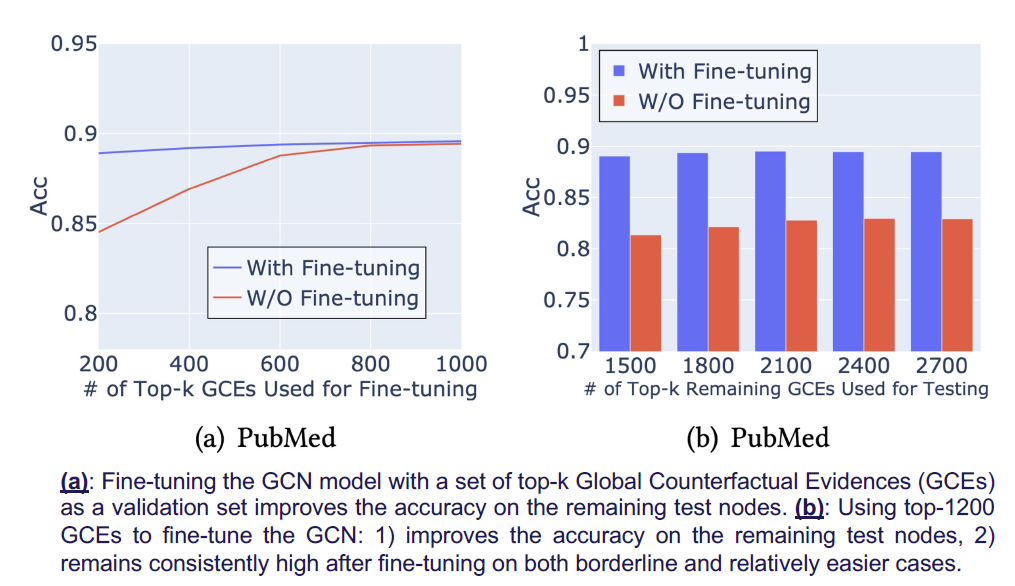 0.95
0.9
0.85
0.8
Acc
With Fine-tuning
W/O Fine-tuning
200 400 600 800 1000
# of Top-k GCEs Used for Fine-tuning
(a) PubMed
1
0.95
0.9
0.85
0.8
0.75
0.7
Acc
With Fine-tuning
W/O Fine-tuning
1500 1800 2100 2400 2700
# of Top-k Remaining GCEs Used for Testing
(b) PubMed
(a): Fine-tuning the GCN model with a set of top-k Global Counterfactual Evidences (GCEs)
as a validation set improves the accuracy on the remaining test nodes. (b): Using top-1200
GCEs to fine-tune the GCN: 1) improves the accuracy on the remaining test nodes, 2)
remains consistently high after fine-tuning on both borderline and relatively easier cases.